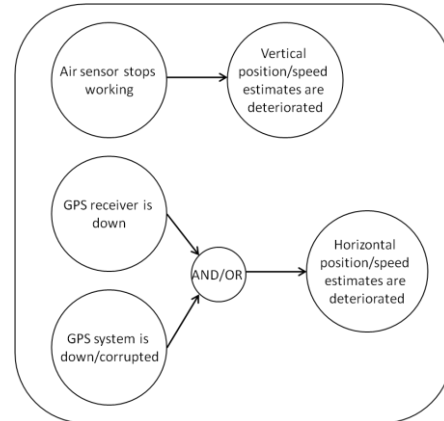 Air sensor stops
working
Vertical
position/speed
estimates are
deteriorated
GPS receiver is
down
AND/OR
Horizontal
position/speed
estimates are
deteriorated
GPS system is
down/corrupted